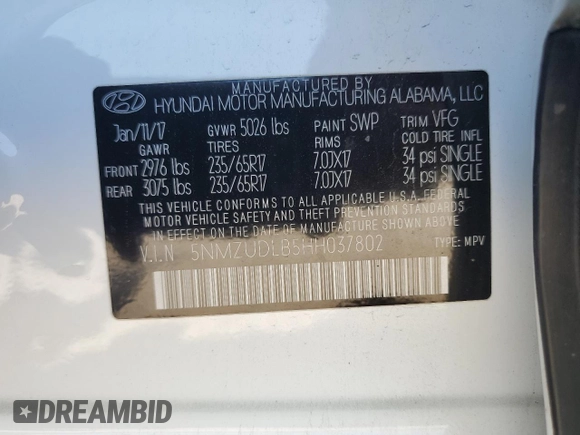 MANUFACTURED BY
HYUNDAI MOTOR MANUFACTURING ALABAMA, LLC
Jan/11/17 GVWR 5026 lbs PAINT SWP TRIM VFG
GAWR TIRES RIMS COLD TIRE INFL
FRONT 2976 lbs 235/65R17 7.0JX17 34 psi SINGLE
REAR 3075 lbs 235/65R17 7.0JX17 34 psi SINGLE
THIS VEHICLE CONFORMS TO ALL APPLICABLE U.S FEDERAL
MOTOR VEHICLE SAFETY, BUMPER, AND THEFT PREVENTION
STANDARDS IN EFFECT ON THE DATE OF MANUFACTURE SHOWN ABOVE
V.I.N 5NMZUDLB5HH037802 TYPE: MPV
DREAMBID